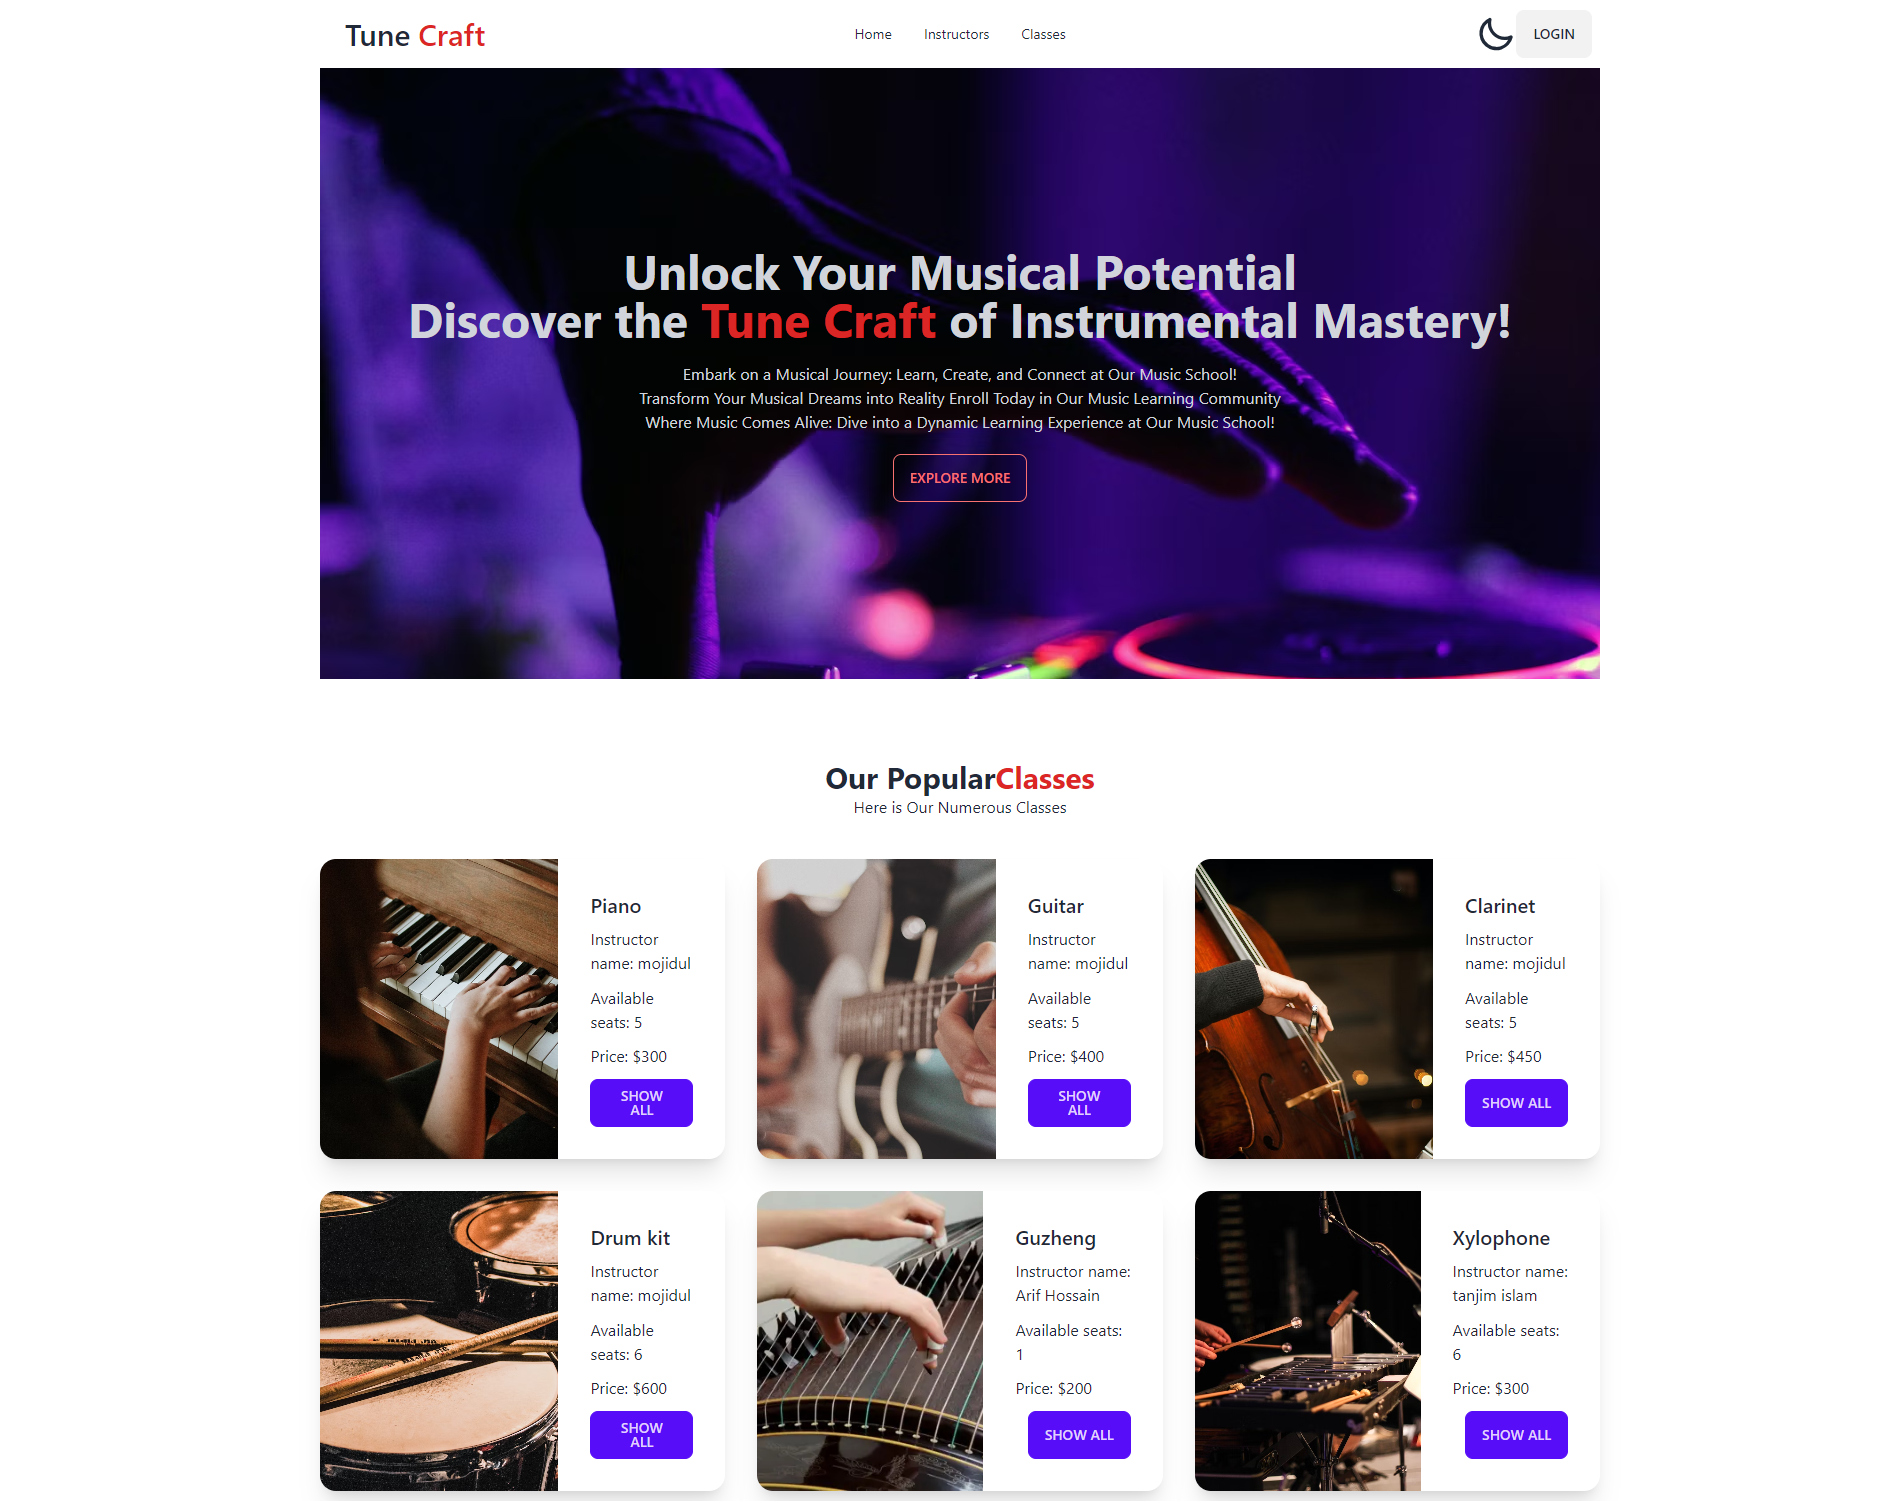 Tune Craft
Home Instructors Classes
LOGIN
Unlock Your Musical Potential
Discover the Tune Craft of Instrumental Mastery!
Embark on a Musical Journey: Learn, Create, and Connect at Our Music School!
Transform Your Musical Dreams into Reality Enroll Today in Our Music Learning Community
Where Music Comes Alive: Dive into a Dynamic Learning Experience at Our Music School!
EXPLORE MORE
Our PopularClasses
Here is Our Numerous Classes
Piano
Instructor
name: mojidul
Available
seats: 5
Price: $300
SHOW
ALL
Guitar
Instructor
name: mojidul
Available
seats: 5
Price: $400
SHOW
ALL
Clarinet
Instructor
name: mojidul
Available
seats: 5
Price: $450
SHOW ALL
Drum kit
Instructor
name: mojidul
Available
seats: 6
Price: $600
SHOW
ALL
Guzheng
Instructor name:
Arif Hossain
Available seats:
1
Price: $200
SHOW ALL
Xylophone
Instructor name:
tanjim islam
Available seats:
6
Price: $300
SHOW ALL